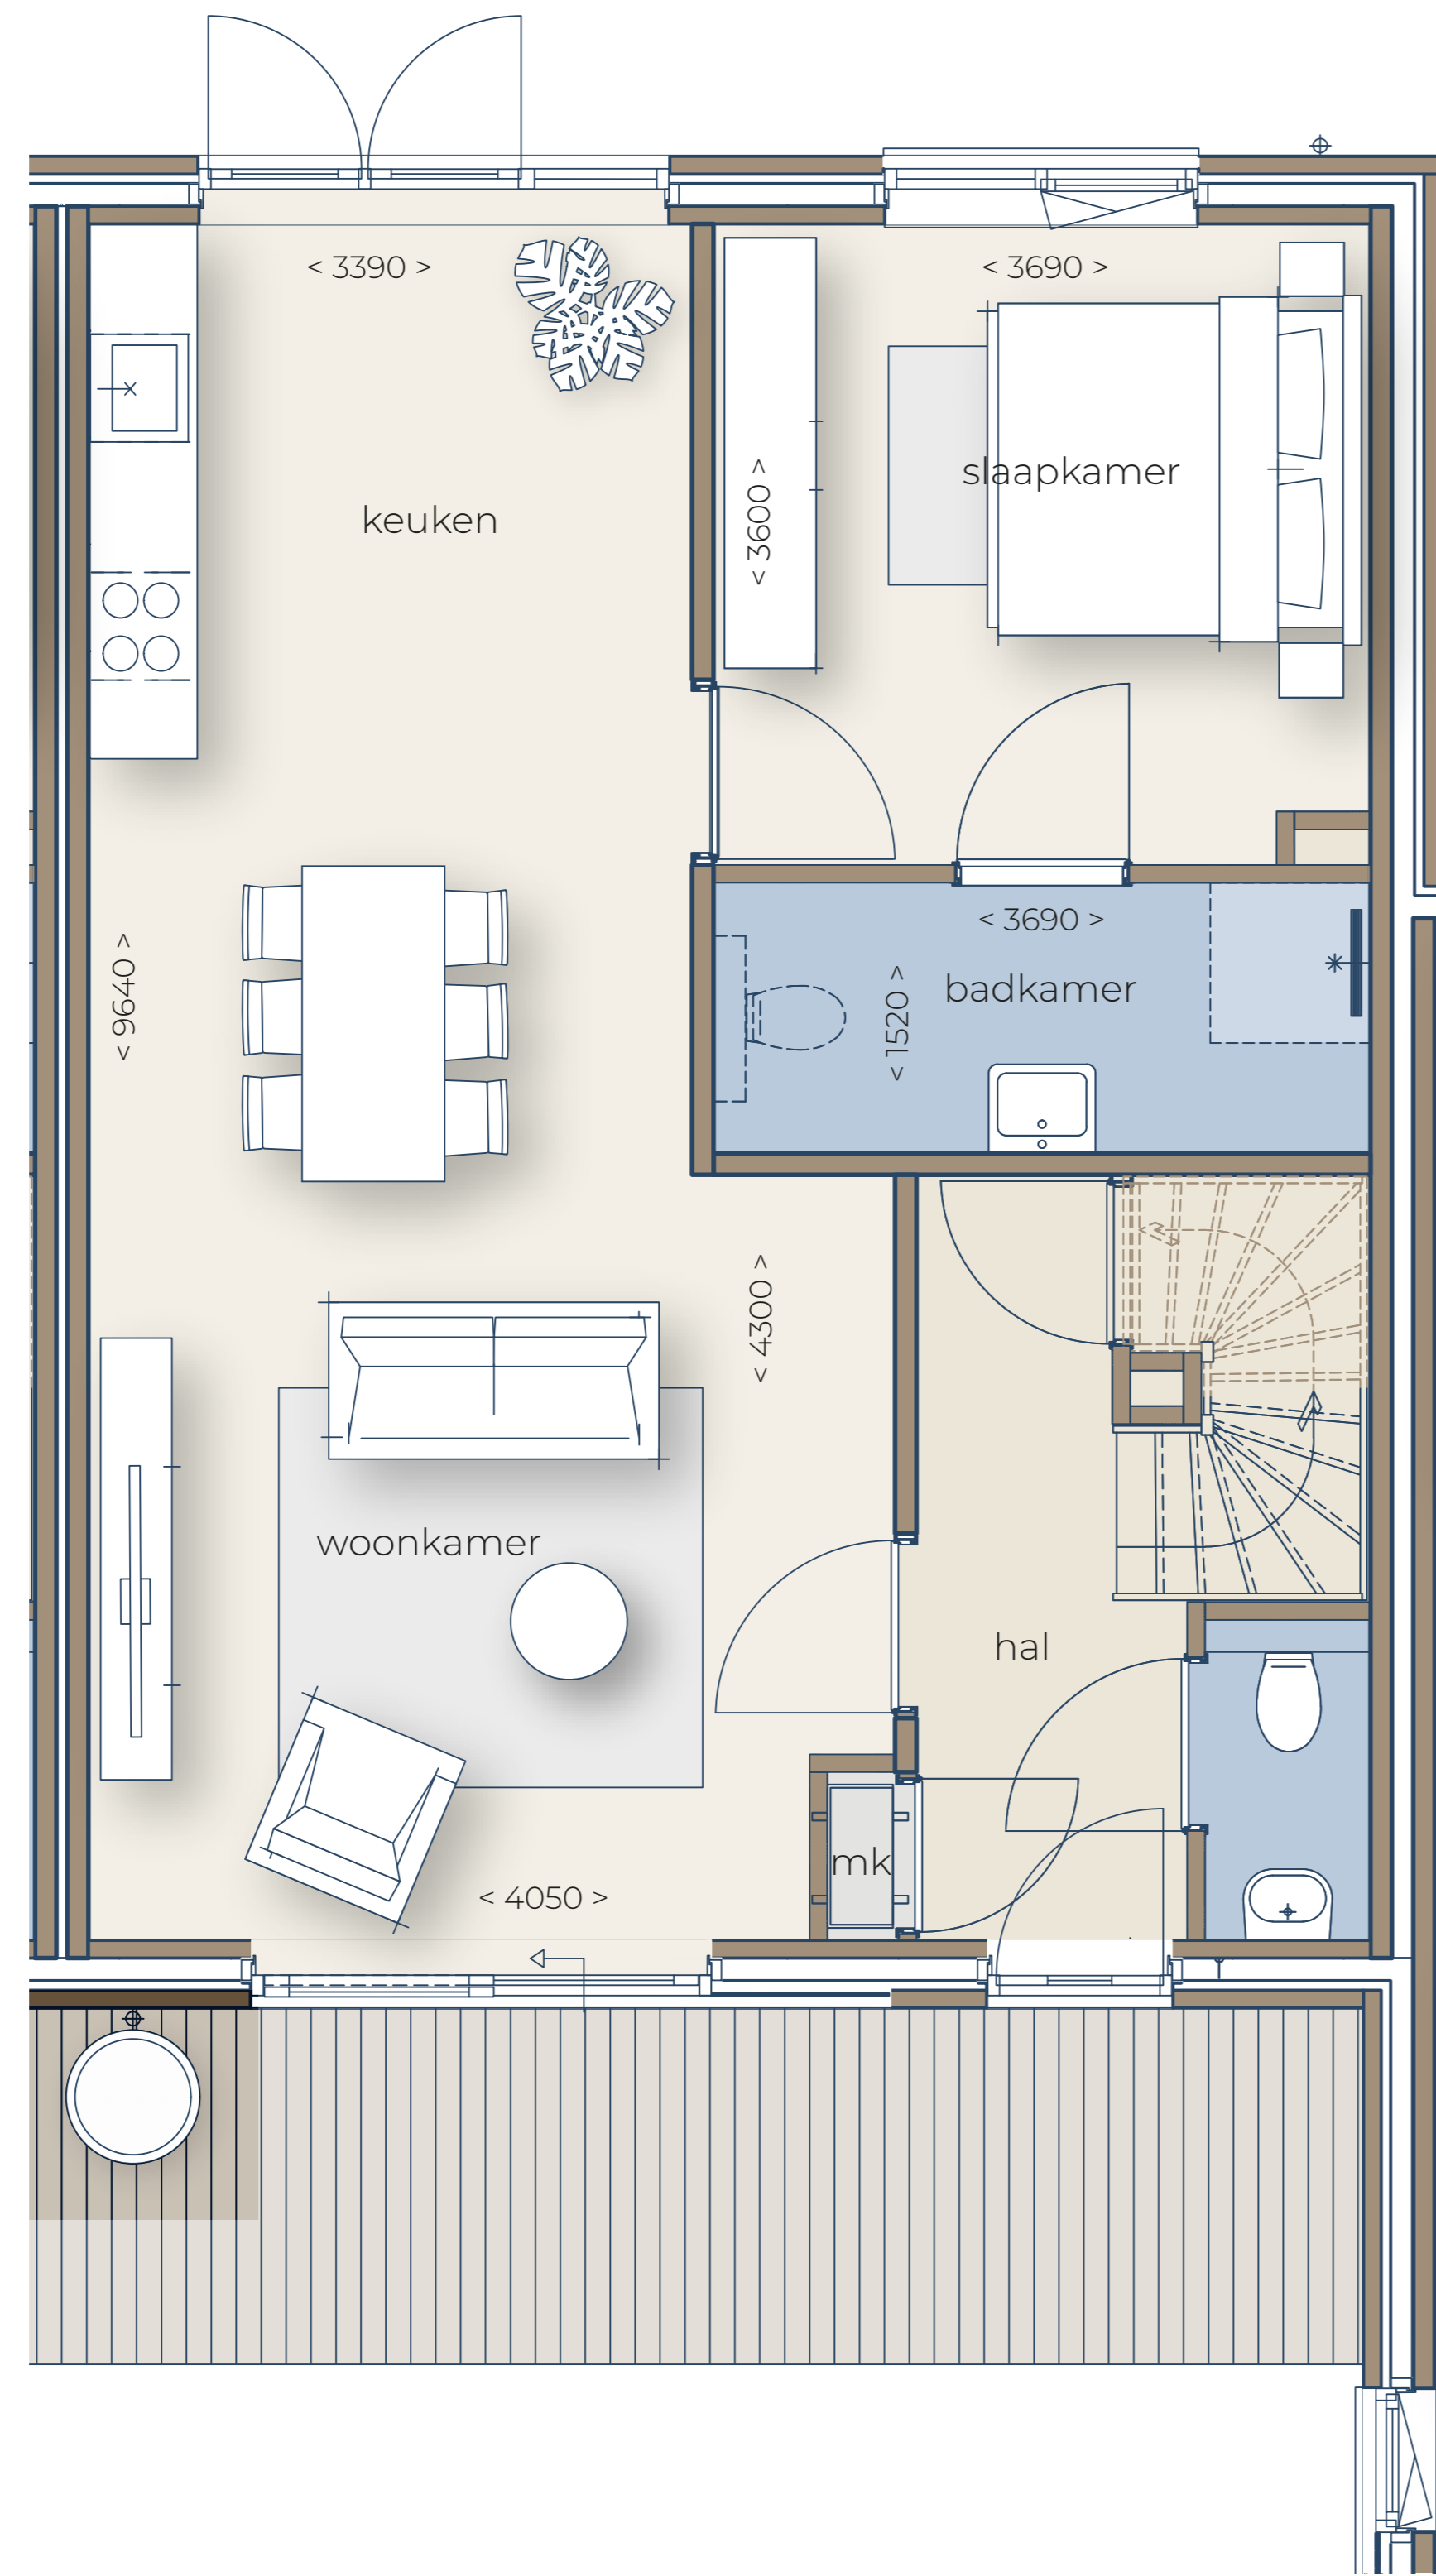 < 3390 >
< 3690 >
slaapkamer
< 3600 >
keuken
< 3690 >
badkamer
< 1520 >
< 9640 >
< 4300 >
woonkamer
hal
mk
< 4050 >